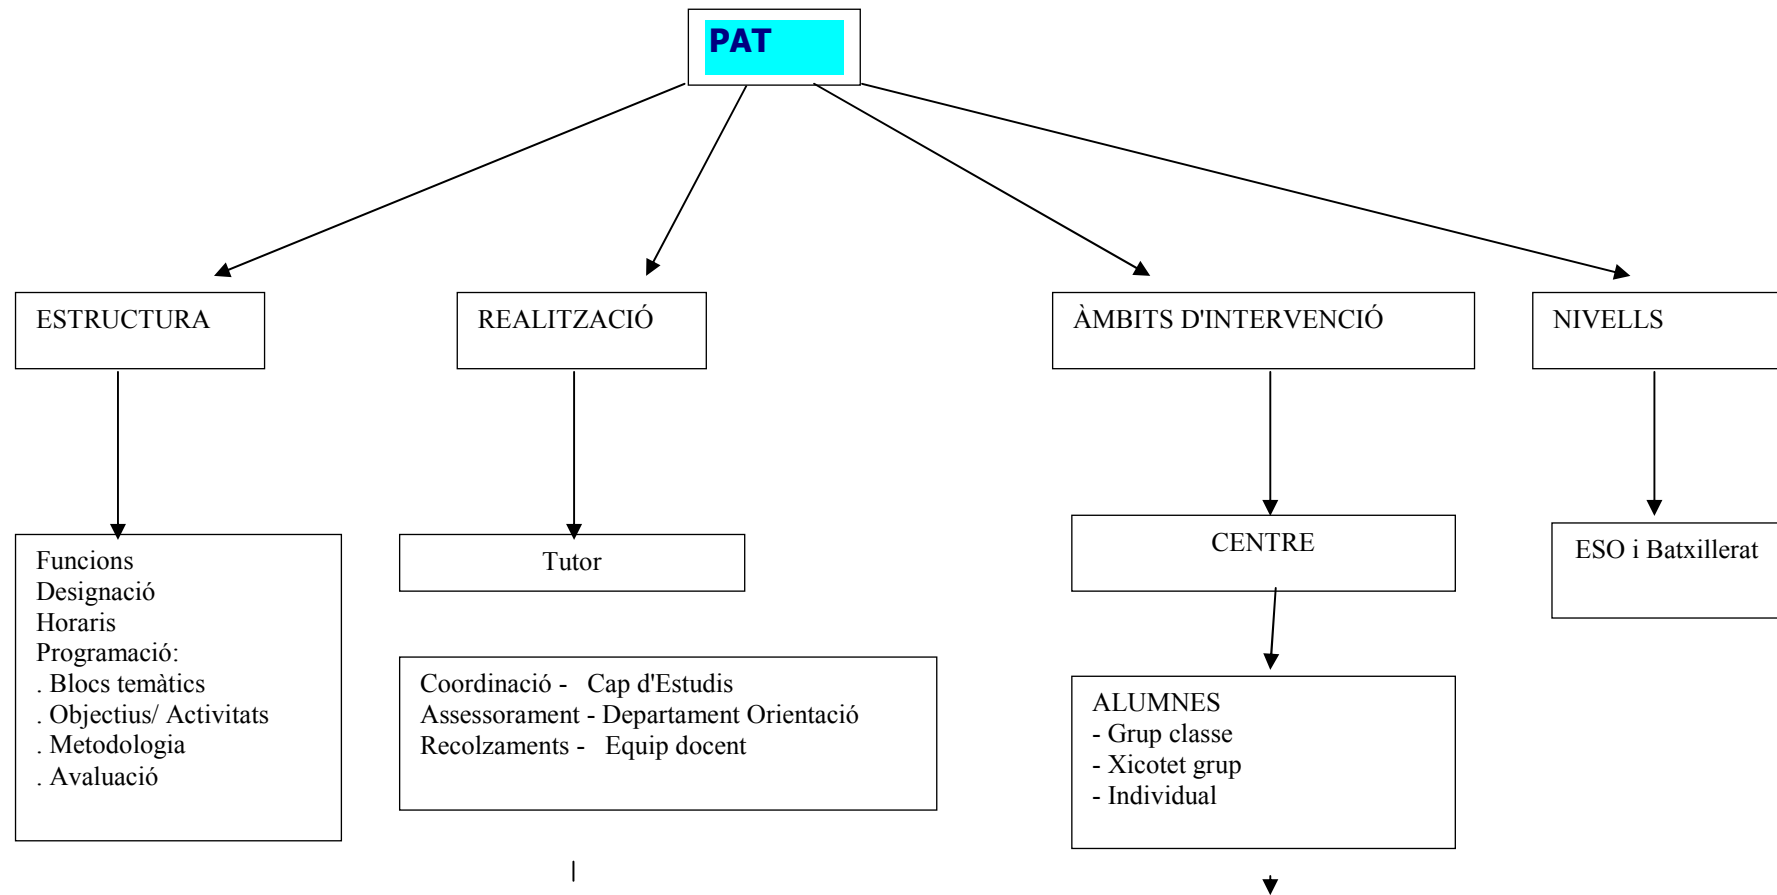 PAT
ESTRUCTURA
REALITZACIÓ
ÀMBITS D'INTERVENCIÓ
NIVELLS
Funcions
Designació
Horaris
Programació:
. Blocs temàtics
. Objectius/ Activitats
. Metodologia
. Avaluació
Tutor
Coordinació - Cap d'Estudis
Assessorament - Departament Orientació
Recolzaments - Equip docent
CENTRE
ALUMNES
- Grup classe
- Xicotet grup
- Individual
ESO i Batxillerat